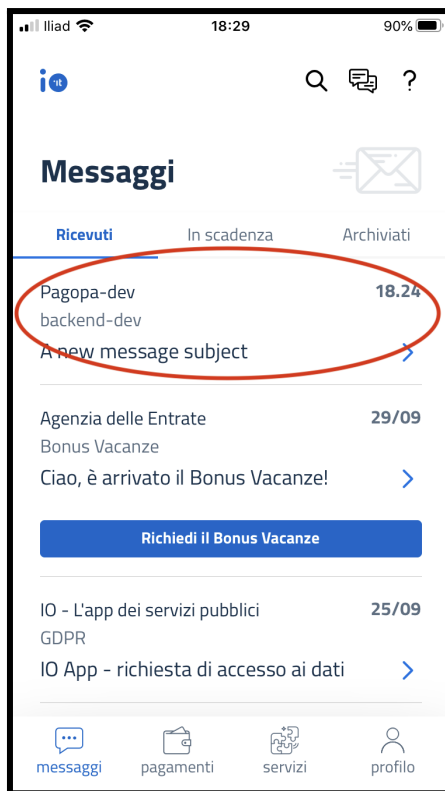 Iliad 18:29 90%
io it
Messaggi
Ricevuti In scadenza Archiviati
Pagopa-dev 18.24
backend-dev
A new message subject
Agenzia delle Entrate 29/09
Bonus Vacanze
Ciao, è arrivato il Bonus Vacanze!
Richiedi il Bonus Vacanze
IO - L'app dei servizi pubblici 25/09
GDPR
IO App - richiesta di accesso ai dati
messaggi pagamenti servizi profilo